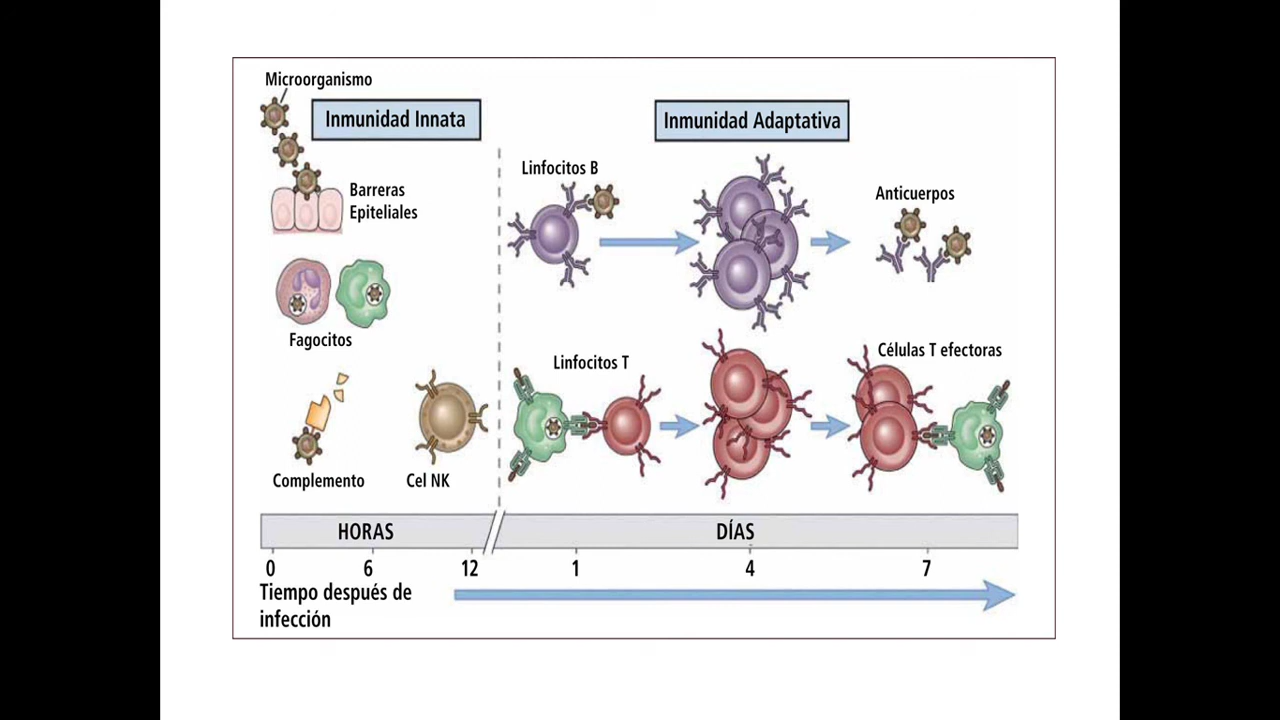 Microorganismo
Inmunidad Innata
Inmunidad Adaptativa
Barreras
Epiteliales
Linfocitos B
Anticuerpos
Fagocitos
Linfocitos T
Células T efectoras
Complemento
Cel NK
HORAS
DÍAS
0 6 12 1 4 7
Tiempo después de
infección